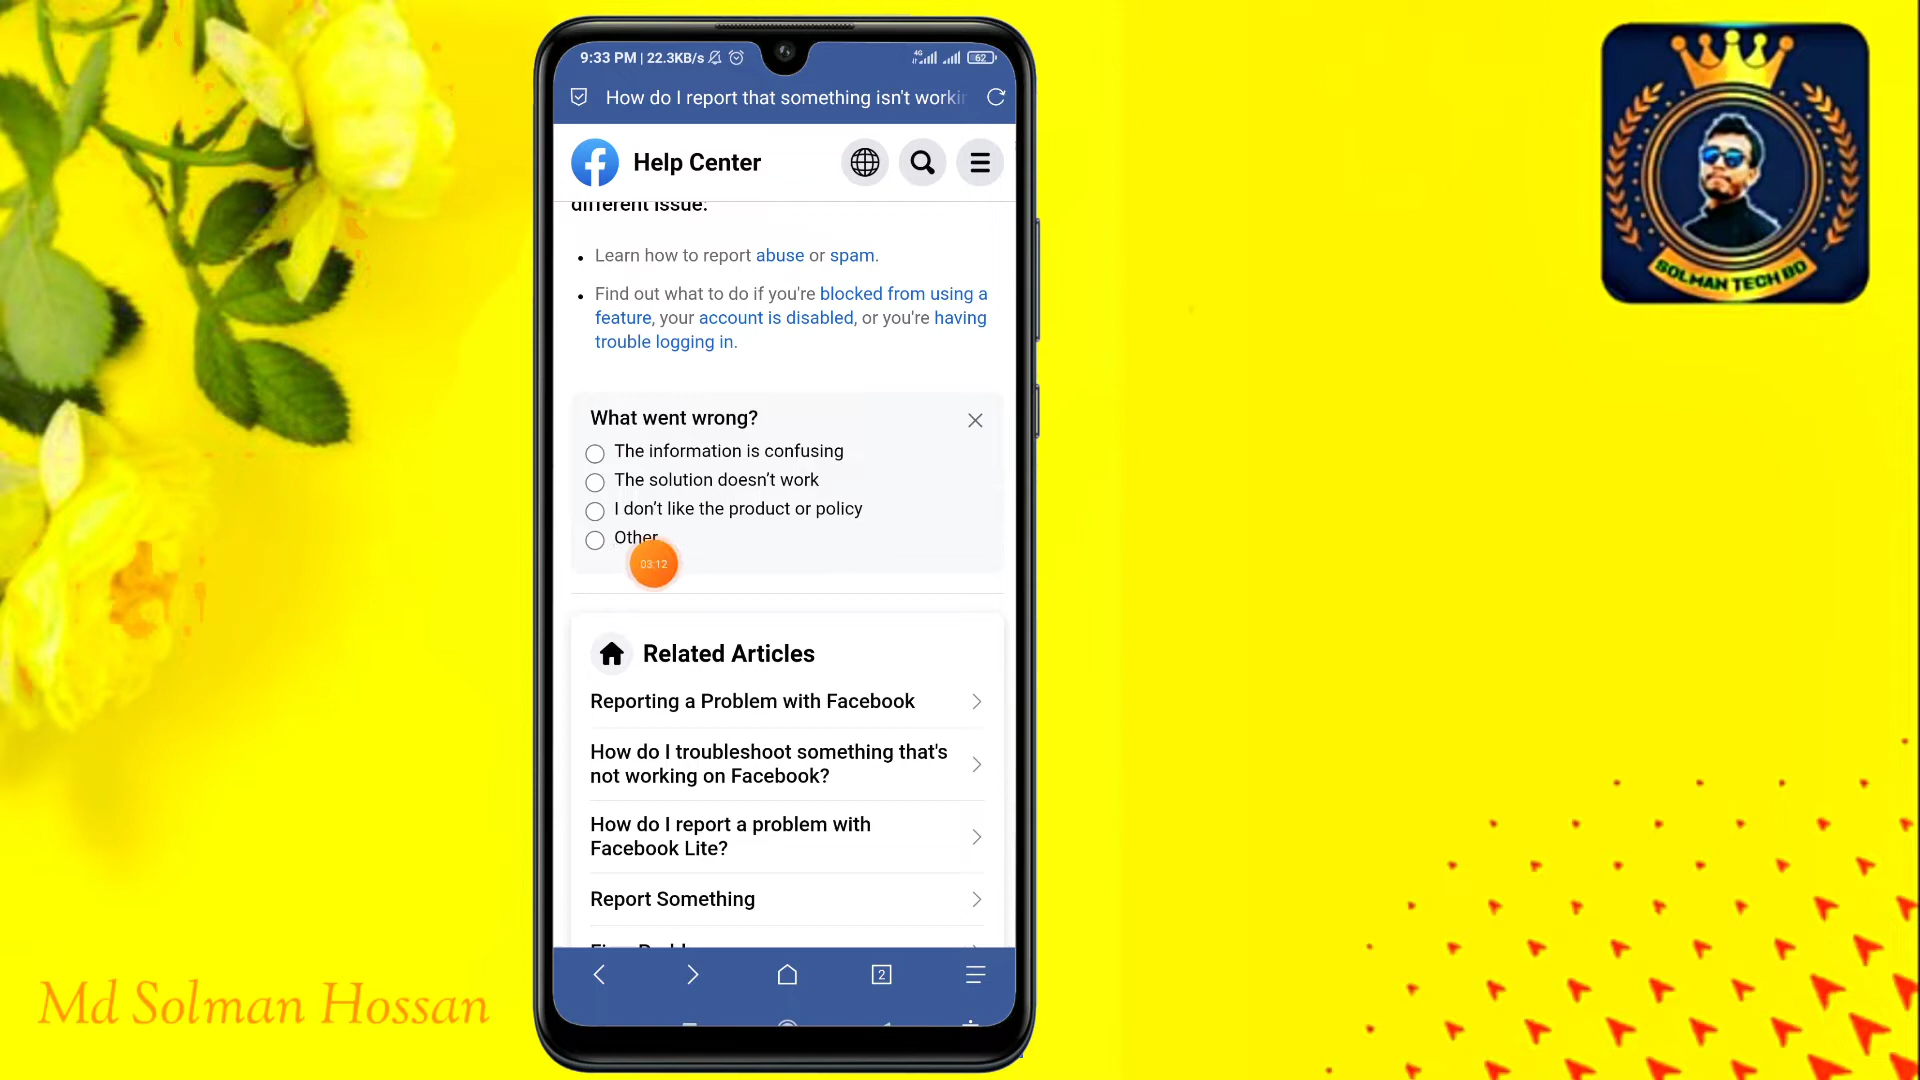 9:33 PM | 22.3KB/s
4G
62
How do I report that something isn't workin
Help Center
different issue:
Learn how to report abuse or spam.
Find out what to do if you're blocked from using a
feature, your account is disabled, or you're having
trouble logging in.
What went wrong?
The information is confusing
The solution doesn't work
I don't like the product or policy
Other
03:12
Related Articles
Reporting a Problem with Facebook
How do I troubleshoot something that's
not working on Facebook?
How do I report a problem with
Facebook Lite?
Report Something
2
SOLMAN TECH BD
Md Solman Hossan